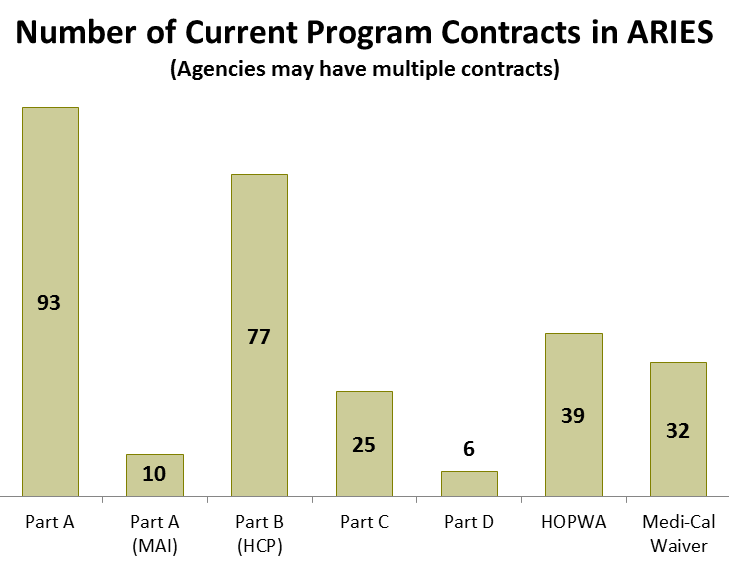 Number of Current Program Contracts in ARIES
(Agencies may have multiple contracts)
93
10
77
25
6
39
32
Part A
Part A
(MAI)
Part B
(HCP)
Part C
Part D
HOPWA
Medi-Cal
Waiver